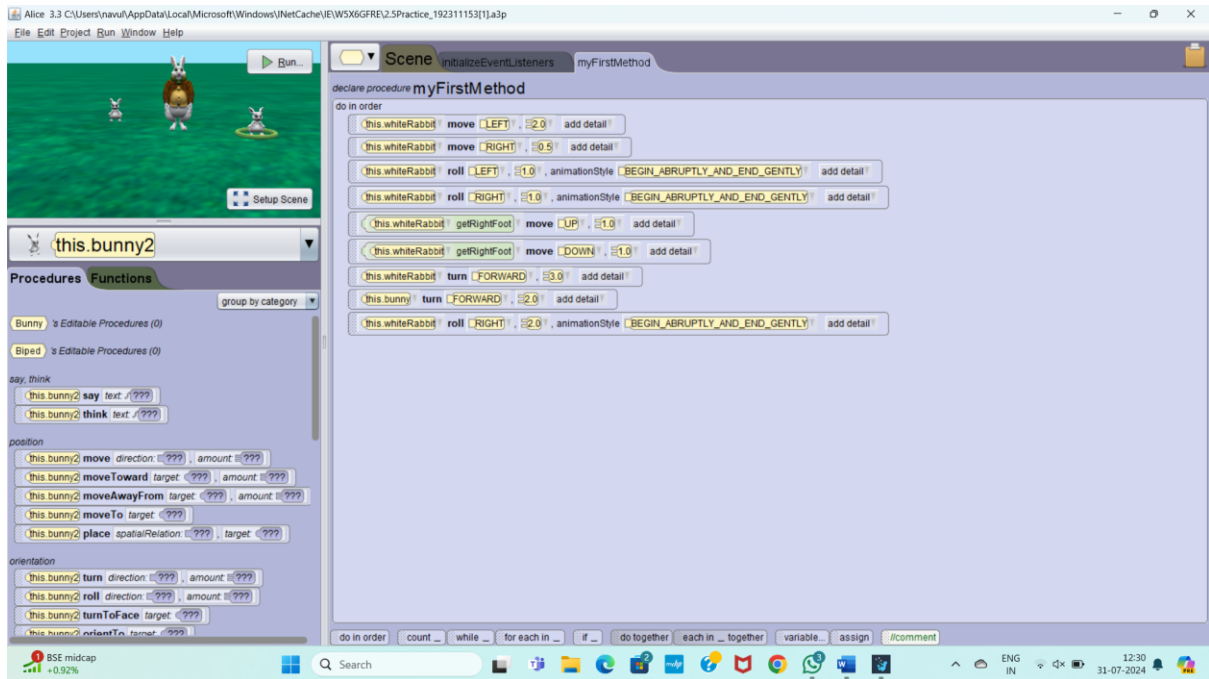 Alice 3.3 C:\Users\navul\AppData\Local\Microsoft\Windows\INetCache\IE\W5X6GFRE\2.5Practice_192311153[1].a3p
File Edit Project Run Window Help
Run...
Setup Scene
this.bunny2
Procedures Functions
group by category
Bunny 's Editable Procedures (0)
Biped 's Editable Procedures (0)
say, think
this.bunny2 say text: ???
this.bunny2 think text: ???
position
this.bunny2 move direction: ??? , amount: ???
this.bunny2 moveToward target: ??? , amount: ???
this.bunny2 moveAwayFrom target: ??? , amount: ???
this.bunny2 moveTo target: ???
this.bunny2 place spatialRelation: ??? , target: ???
orientation
this.bunny2 turn direction: ??? , amount: ???
this.bunny2 roll direction: ??? , amount: ???
this.bunny2 turnToFace target: ???
this.bunny2 orientTo target: ???
Scene initializeEventListeners myFirstMethod
declare procedure myFirstMethod
do in order
this.whiteRabbit move LEFT , 2.0 add detail
this.whiteRabbit move RIGHT , 0.5 add detail
this.whiteRabbit roll LEFT , 1.0 , animationStyle BEGIN_ABRUPTLY_AND_END_GENTLY add detail
this.whiteRabbit roll RIGHT , 1.0 , animationStyle BEGIN_ABRUPTLY_AND_END_GENTLY add detail
this.whiteRabbit getRightFoot move UP , 1.0 add detail
this.whiteRabbit getRightFoot move DOWN , 1.0 add detail
this.whiteRabbit turn FORWARD , 3.0 add detail
this.bunny turn FORWARD , 2.0 add detail
this.whiteRabbit roll RIGHT , 2.0 , animationStyle BEGIN_ABRUPTLY_AND_END_GENTLY add detail
do in order count _ while _ for each in _ if _ do together each in _ together variable... assign //comment
1
BSE midcap
+0.92%
Search
ENG
IN
12:30
31-07-2024